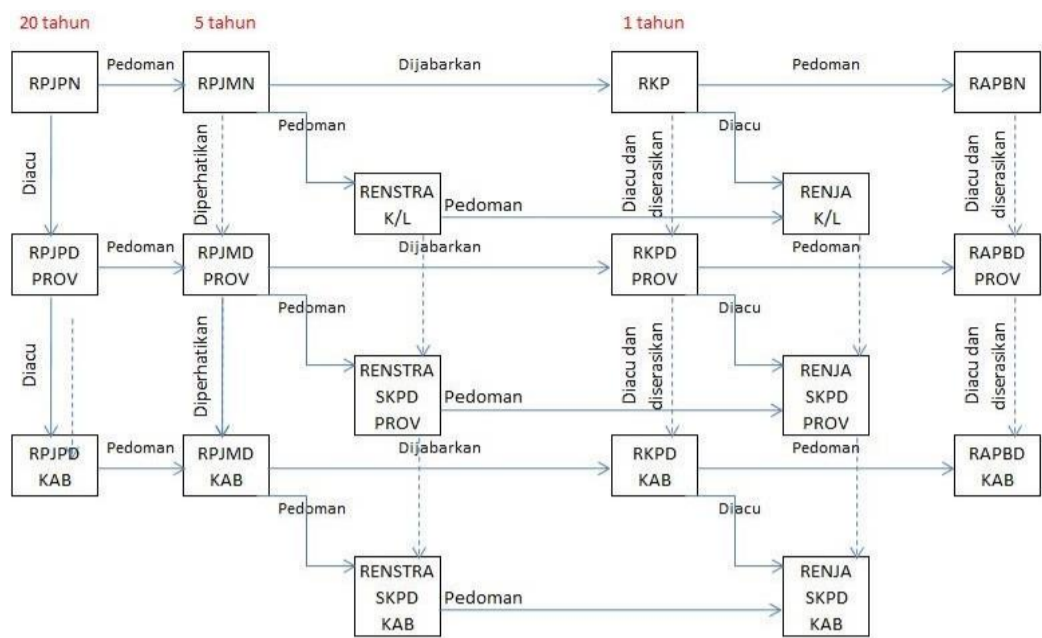 20 tahun
5 tahun
1 tahun
RPJPN
Pedoman
RPJMN
Dijabarkan
RKP
Pedoman
RAPBN
Diacu
Diperhatikan
Pedoman
Diacu dan
diserasikan
Diacu
Diacu dan
diserasikan
RENSTRA
K/L
Pedoman
RENJA
K/L
RPJPD
PROV
Pedoman
RPJMD
PROV
Dijabarkan
RKPD
PROV
Pedoman
RAPBD
PROV
Diacu
Diperhatikan
Pedoman
Diacu dan
diserasikan
Diacu
Diacu dan
diserasikan
RENSTRA
SKPD
PROV
Pedoman
RENJA
SKPD
PROV
RPJPD
KAB
Pedoman
RPJMD
KAB
Dijabarkan
RKPD
KAB
Pedoman
RAPBD
KAB
Pedoman
Diacu
RENSTRA
SKPD
KAB
Pedoman
RENJA
SKPD
KAB